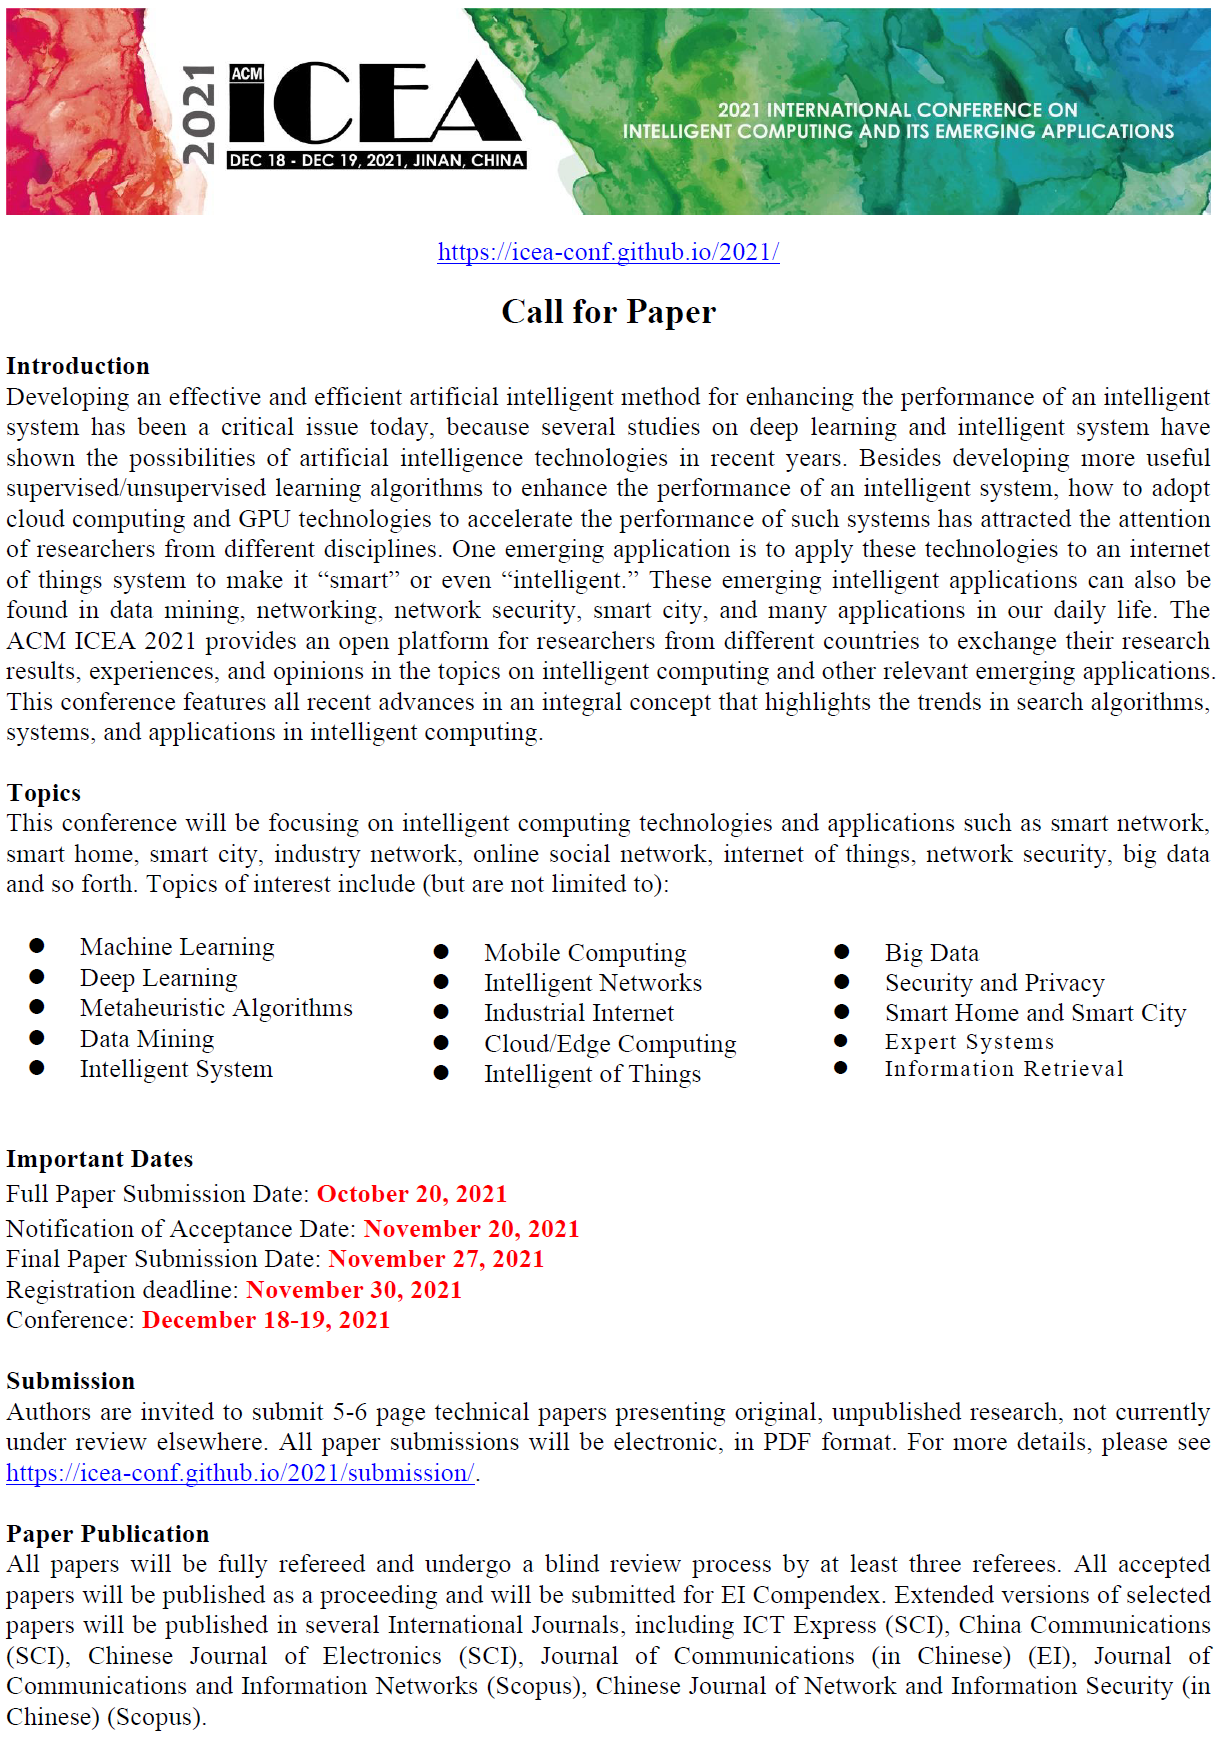 2021
ACM
iCEA
DEC 18 - DEC 19, 2021, JINAN, CHINA
2021 INTERNATIONAL CONFERENCE ON
INTELLIGENT COMPUTING AND ITS EMERGING APPLICATIONS
https://icea-conf.github.io/2021/
Call for Paper
Introduction
Developing an effective and efficient artificial intelligent method for enhancing the performance of an intelligent
system has been a critical issue today, because several studies on deep learning and intelligent system have
shown the possibilities of artificial intelligence technologies in recent years. Besides developing more useful
supervised/unsupervised learning algorithms to enhance the performance of an intelligent system, how to adopt
cloud computing and GPU technologies to accelerate the performance of such systems has attracted the attention
of researchers from different disciplines. One emerging application is to apply these technologies to an internet
of things system to make it “smart” or even “intelligent.” These emerging intelligent applications can also be
found in data mining, networking, network security, smart city, and many applications in our daily life. The
ACM ICEA 2021 provides an open platform for researchers from different countries to exchange their research
results, experiences, and opinions in the topics on intelligent computing and other relevant emerging applications.
This conference features all recent advances in an integral concept that highlights the trends in search algorithms,
systems, and applications in intelligent computing.
Topics
This conference will be focusing on intelligent computing technologies and applications such as smart network,
smart home, smart city, industry network, online social network, internet of things, network security, big data
and so forth. Topics of interest include (but are not limited to):
● Machine Learning
● Deep Learning
● Metaheuristic Algorithms
● Data Mining
● Intelligent System
● Mobile Computing
● Intelligent Networks
● Industrial Internet
● Cloud/Edge Computing
● Intelligent of Things
● Big Data
● Security and Privacy
● Smart Home and Smart City
● Expert Systems
● Information Retrieval
Important Dates
Full Paper Submission Date: October 20, 2021
Notification of Acceptance Date: November 20, 2021
Final Paper Submission Date: November 27, 2021
Registration deadline: November 30, 2021
Conference: December 18-19, 2021
Submission
Authors are invited to submit 5-6 page technical papers presenting original, unpublished research, not currently
under review elsewhere. All paper submissions will be electronic, in PDF format. For more details, please see
https://icea-conf.github.io/2021/submission/.
Paper Publication
All papers will be fully refereed and undergo a blind review process by at least three referees. All accepted
papers will be published as a proceeding and will be submitted for EI Compendex. Extended versions of selected
papers will be published in several International Journals, including ICT Express (SCI), China Communications
(SCI), Chinese Journal of Electronics (SCI), Journal of Communications (in Chinese) (EI), Journal of
Communications and Information Networks (Scopus), Chinese Journal of Network and Information Security (in
Chinese) (Scopus).